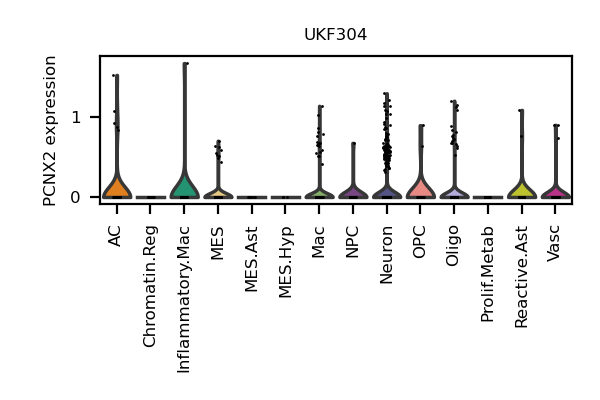 UKF304
PCNX2 expression
1
0
AC
Chromatin.Reg
Inflammatory.Mac
MES
MES.Ast
MES.Hyp
Mac
NPC
Neuron
OPC
Oligo
Prolif.Metab
Reactive.Ast
Vasc